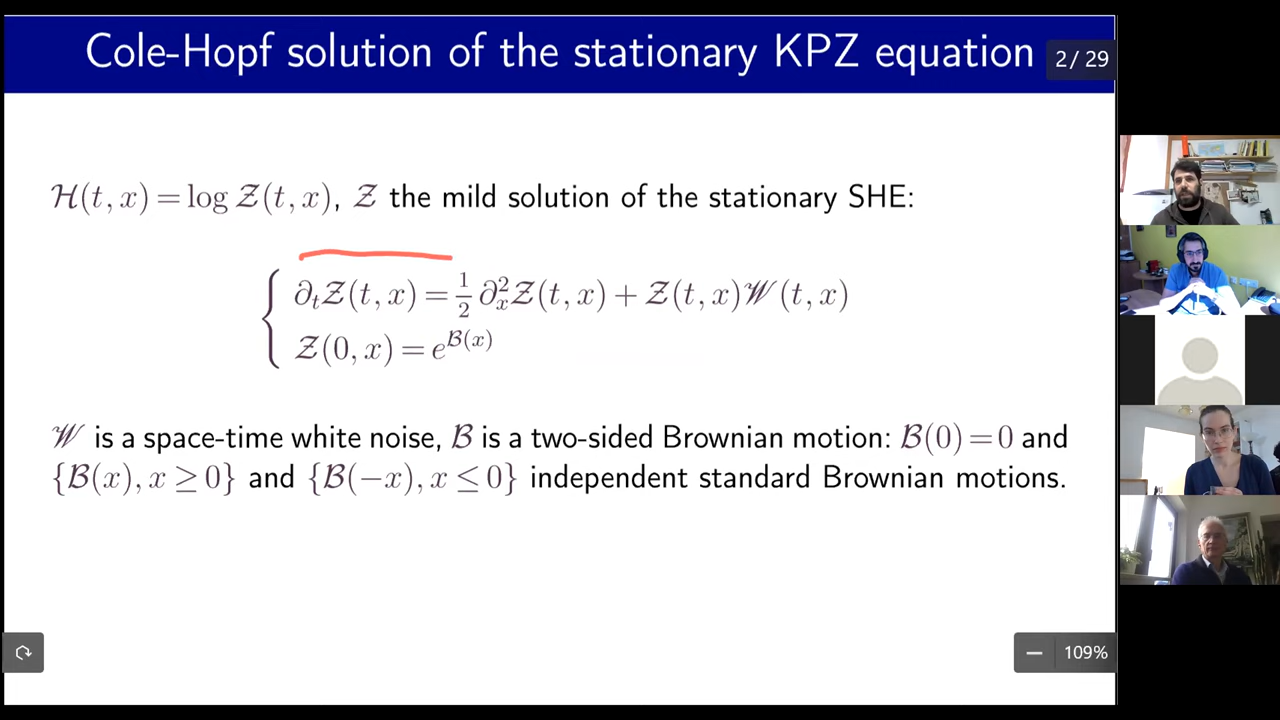 Cole-Hopf solution of the stationary KPZ equation
2 / 29
ℋ(t, x) = log 𝒵(t, x), 𝒵 the mild solution of the stationary SHE:
∂ₜ𝒵(t, x) = 1/2 ∂ₓ²𝒵(t, x) + 𝒵(t, x)𝒲(t, x)
𝒵(0, x) = e^{ℬ(x)}
𝒲 is a space-time white noise, ℬ is a two-sided Brownian motion: ℬ(0) = 0 and
{ℬ(x), x ≥ 0} and {ℬ(−x), x ≤ 0} independent standard Brownian motions.
— 109%